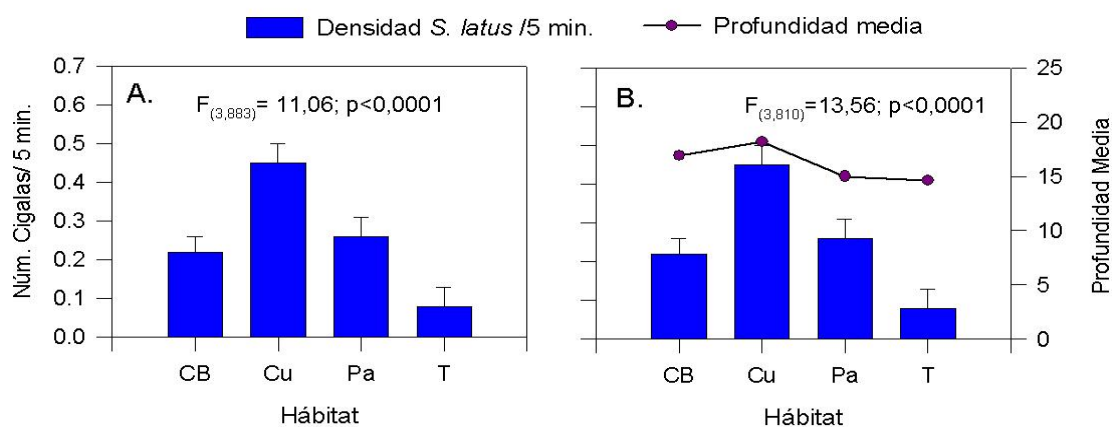 Densidad S. latus /5 min. Profundidad media
A.
F(3,883)= 11,06; p<0,0001
Núm. Cigalas/ 5 min.
0.7
0.6
0.5
0.4
0.3
0.2
0.1
0.0
CB Cu Pa T
Hábitat
B.
F(3,810)=13,56; p<0,0001
25
20
15
10
5
0
Profundidad Media
CB Cu Pa T
Hábitat